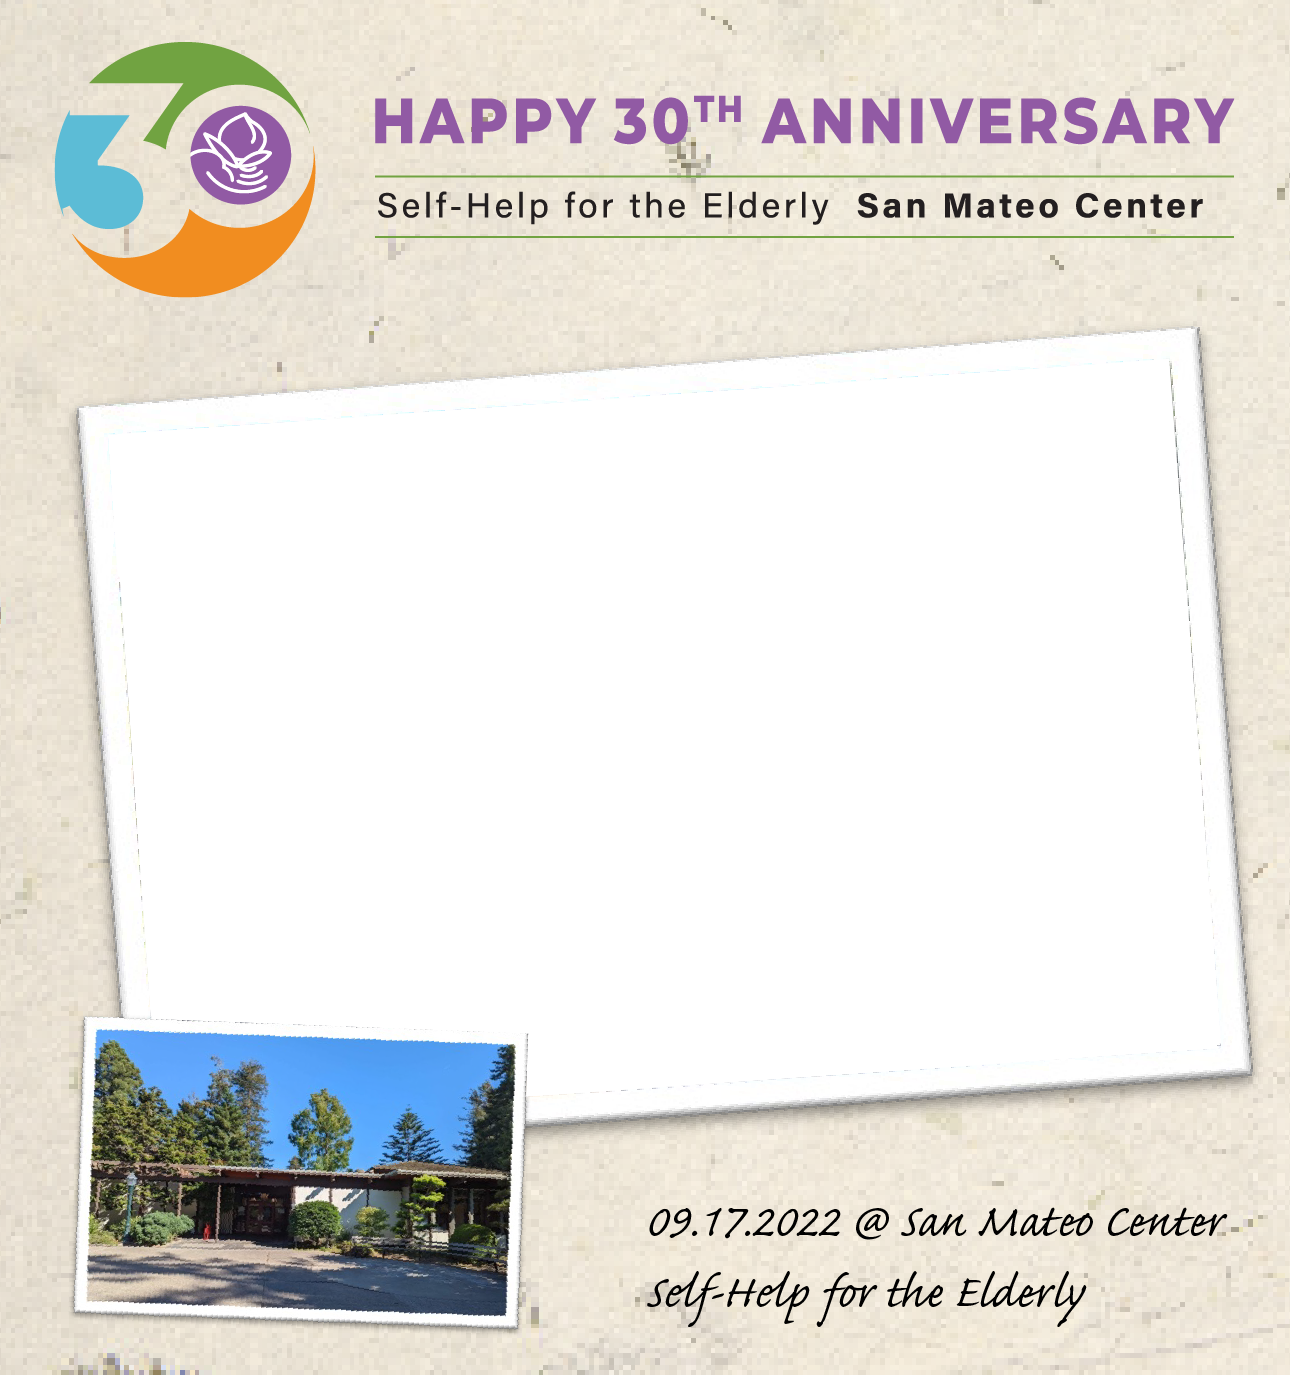 30
HAPPY 30TH ANNIVERSARY
Self-Help for the Elderly San Mateo Center
09.17.2022 @ San Mateo Center
Self-Help for the Elderly